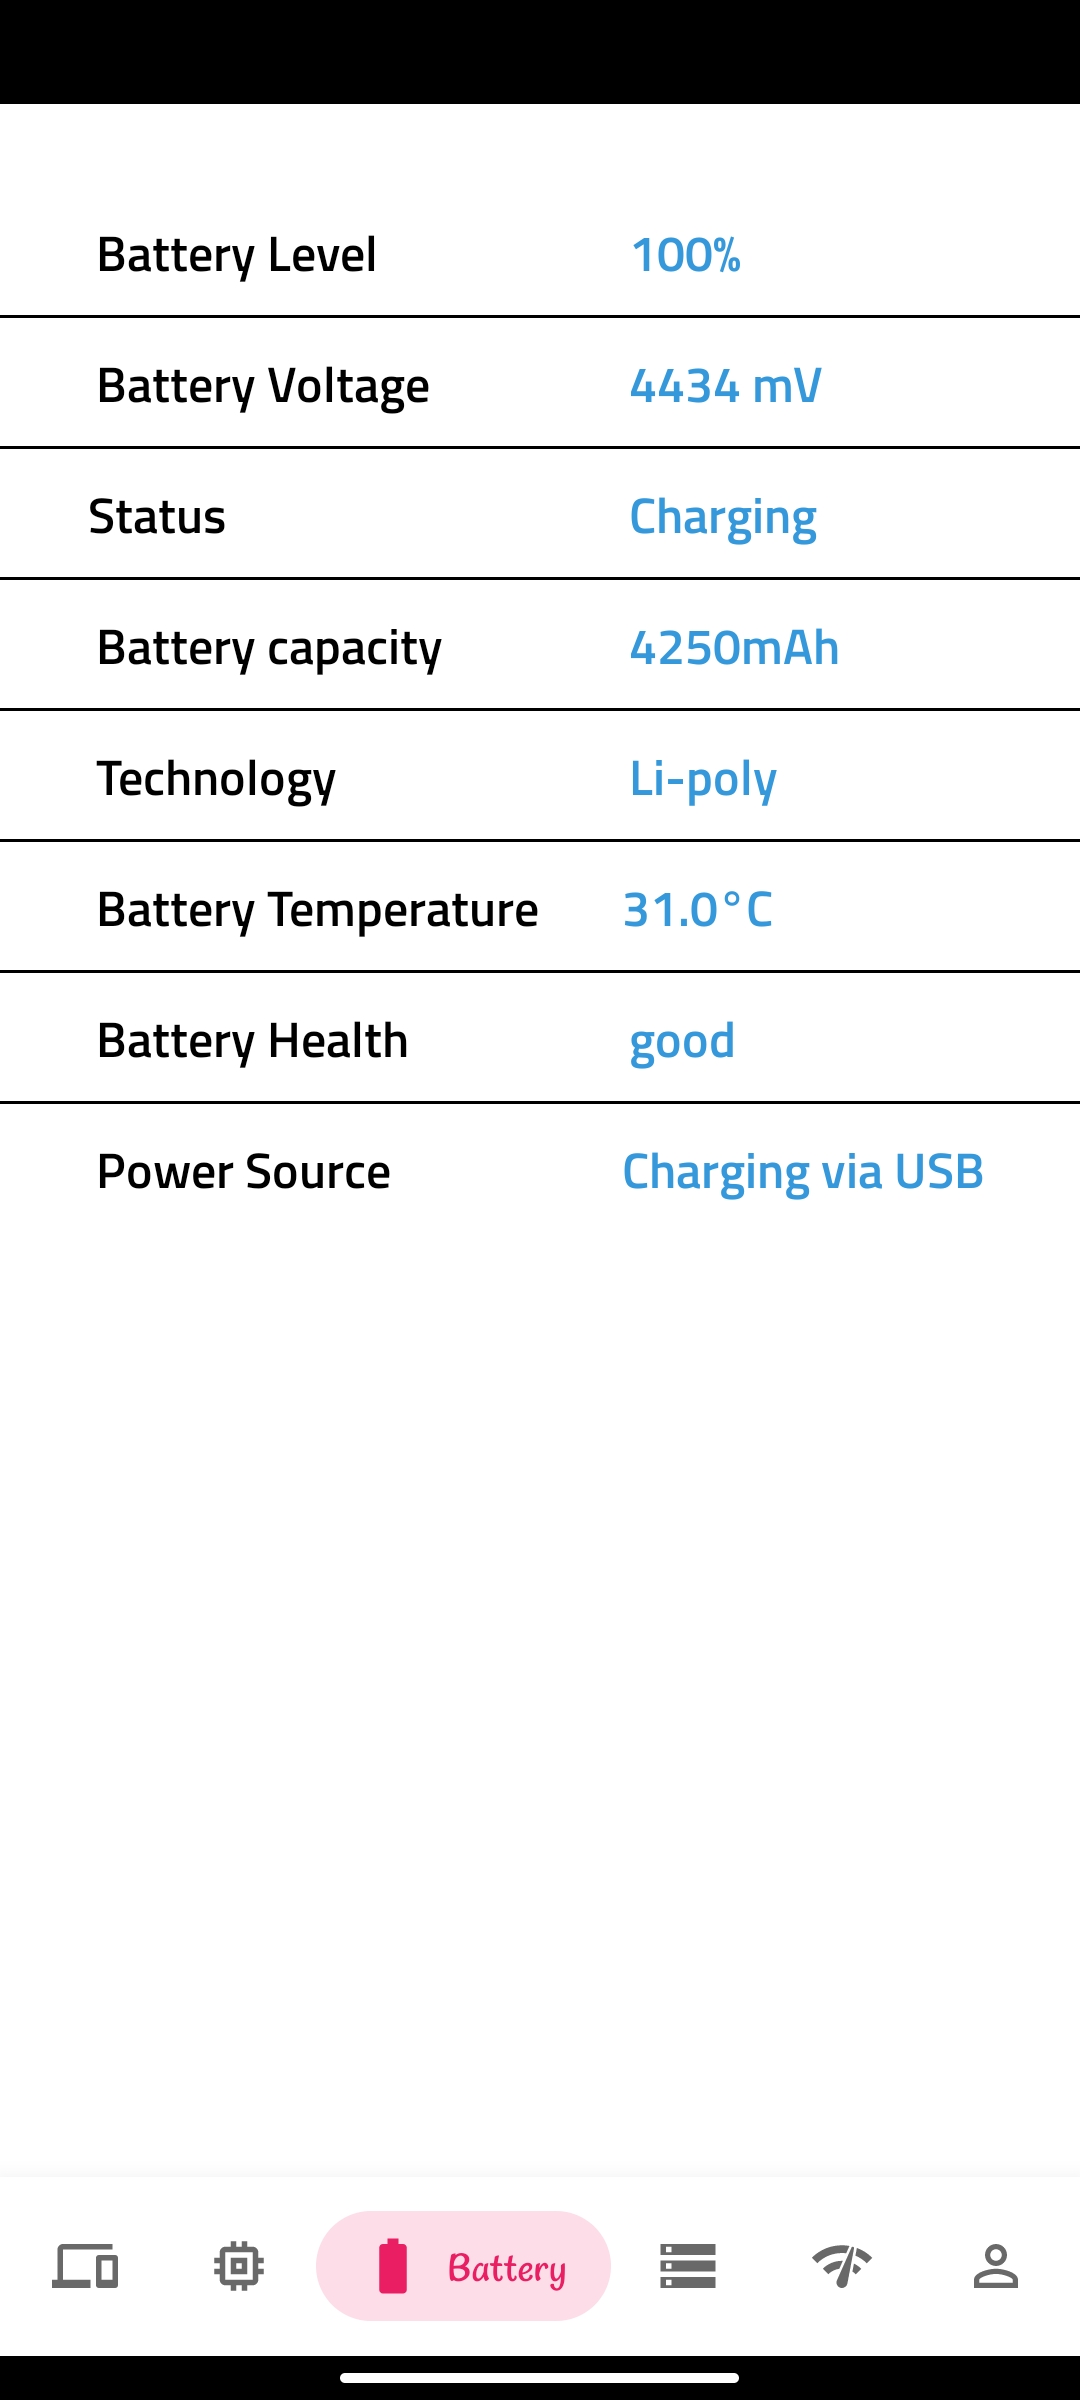 Battery Level 100%
Battery Voltage 4434 mV
Status Charging
Battery capacity 4250mAh
Technology Li-poly
Battery Temperature 31.0°C
Battery Health good
Power Source Charging via USB
Battery